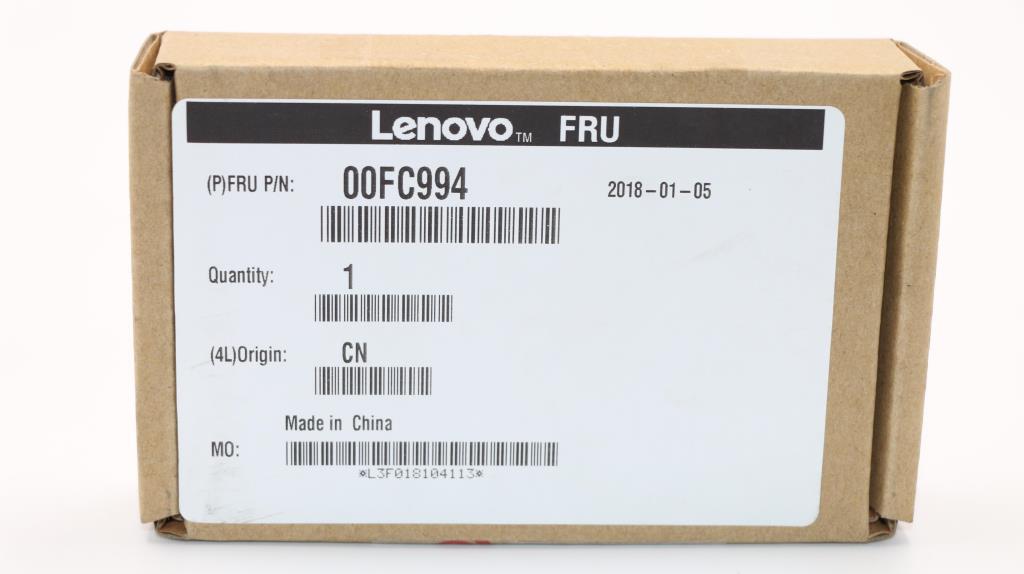 Lenovo™ FRU
(P)FRU P/N: 00FC994 2018-01-05
Quantity: 1
(4L)Origin: CN
Made in China
MO:
*L3F018104113*